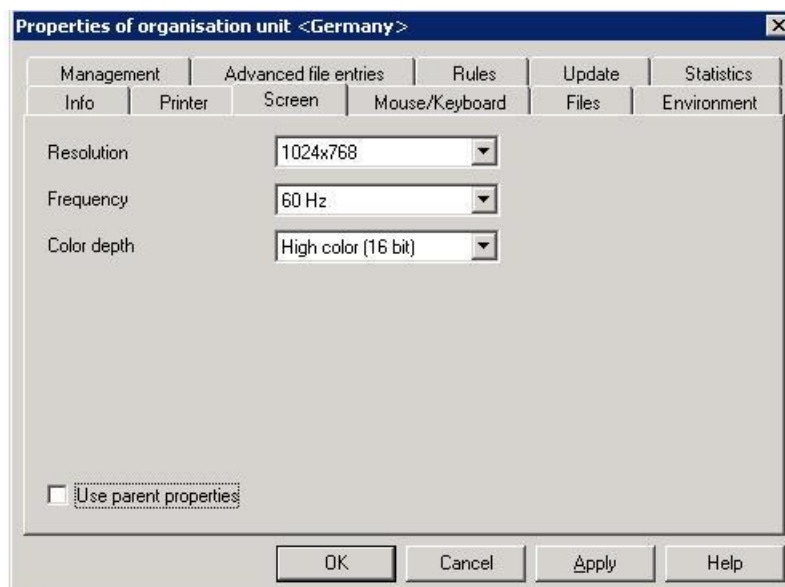 Properties of organisation unit <Germany>
Management Advanced file entries Rules Update Statistics
Info Printer Screen Mouse/Keyboard Files Environment
Resolution 1024x768
Frequency 60 Hz
Color depth High color (16 bit)
Use parent properties
OK Cancel Apply Help